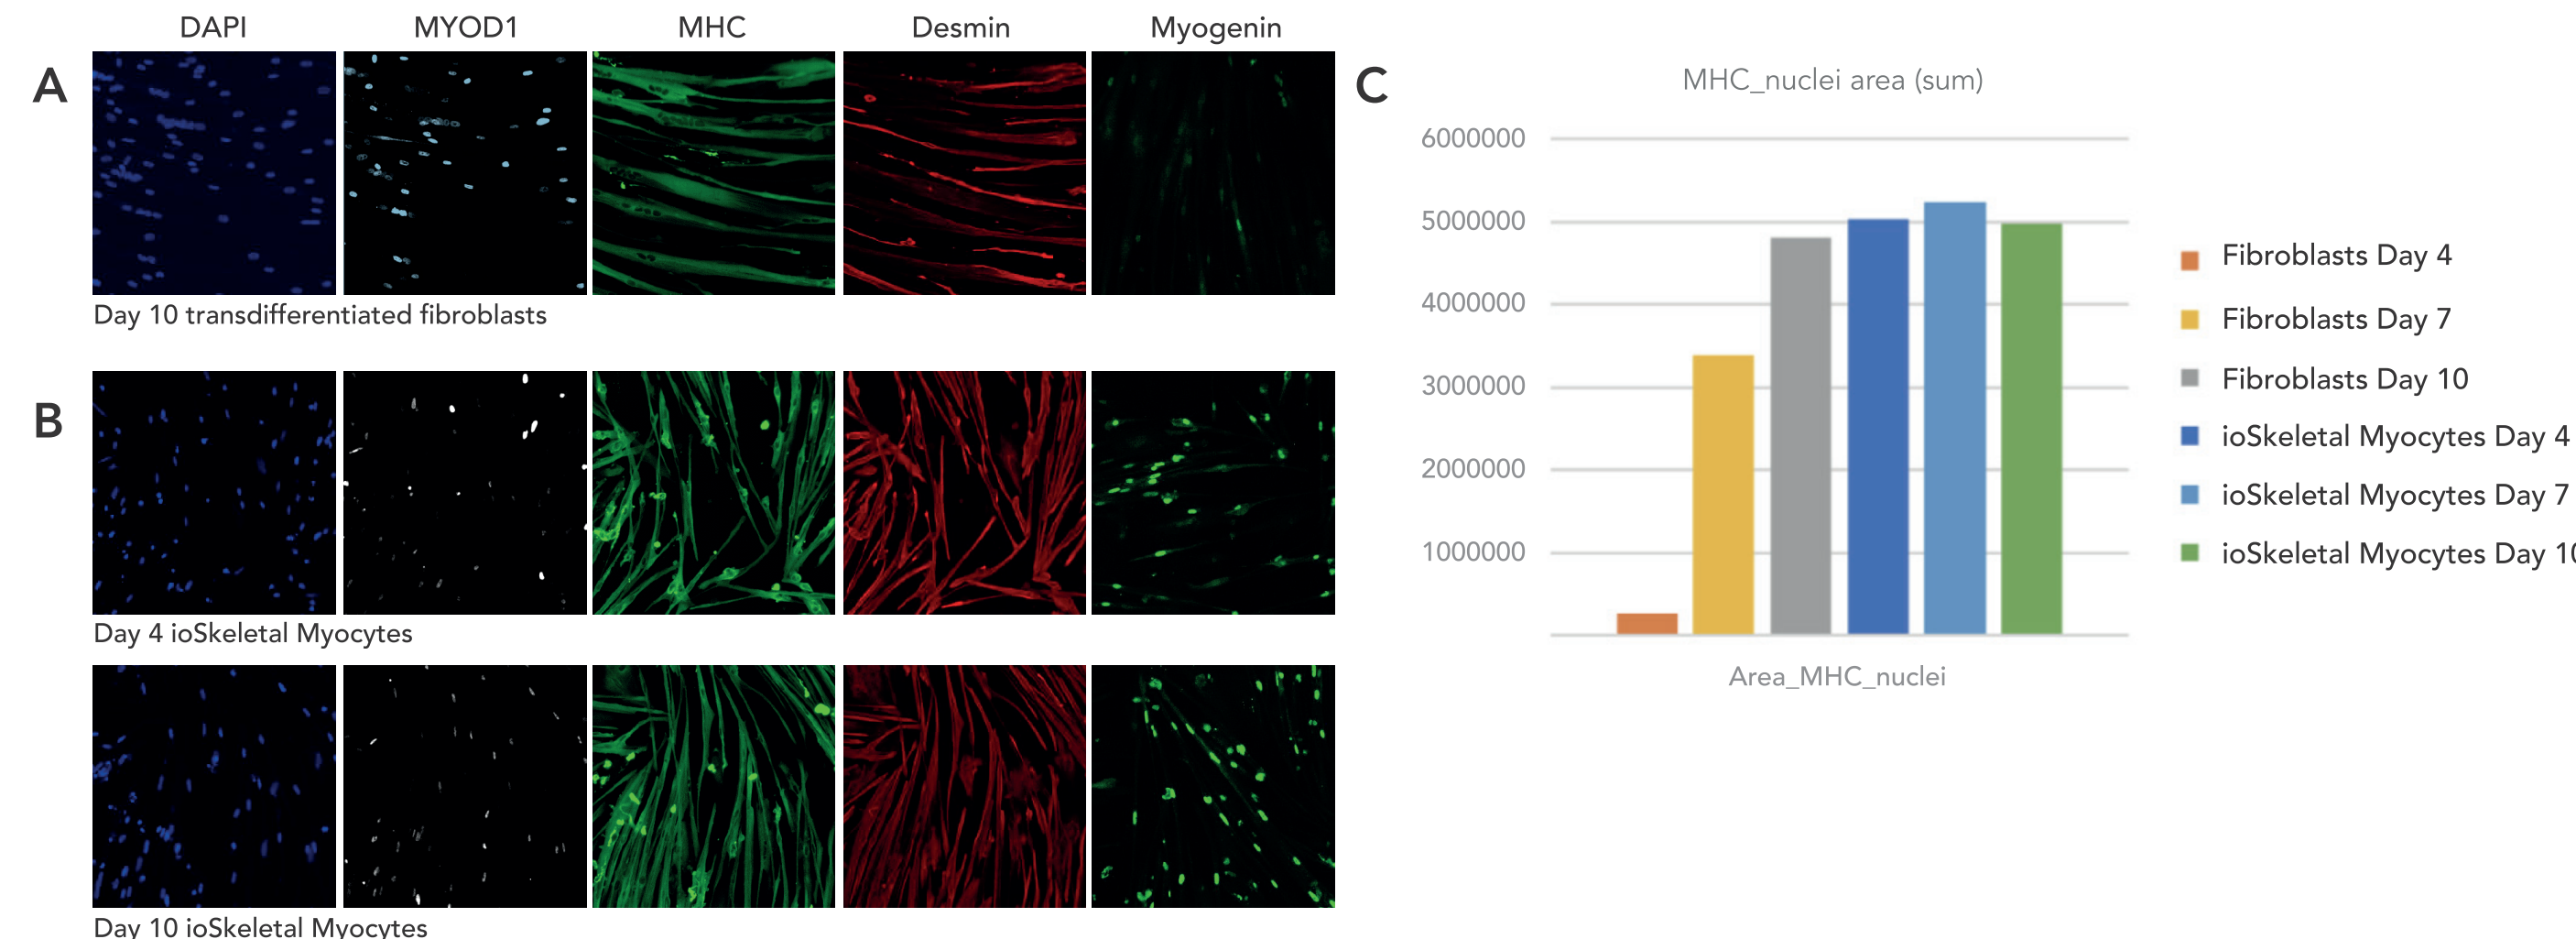 DAPI
MYOD1
MHC
Desmin
Myogenin
A
Day 10 transdifferentiated fibroblasts
B
Day 4 ioSkeletal Myocytes
Day 10 ioSkeletal Myocytes
C
MHC_nuclei area (sum)
6000000
5000000
4000000
3000000
2000000
1000000
Area_MHC_nuclei
Fibroblasts Day 4
Fibroblasts Day 7
Fibroblasts Day 10
ioSkeletal Myocytes Day 4
ioSkeletal Myocytes Day 7
ioSkeletal Myocytes Day 10